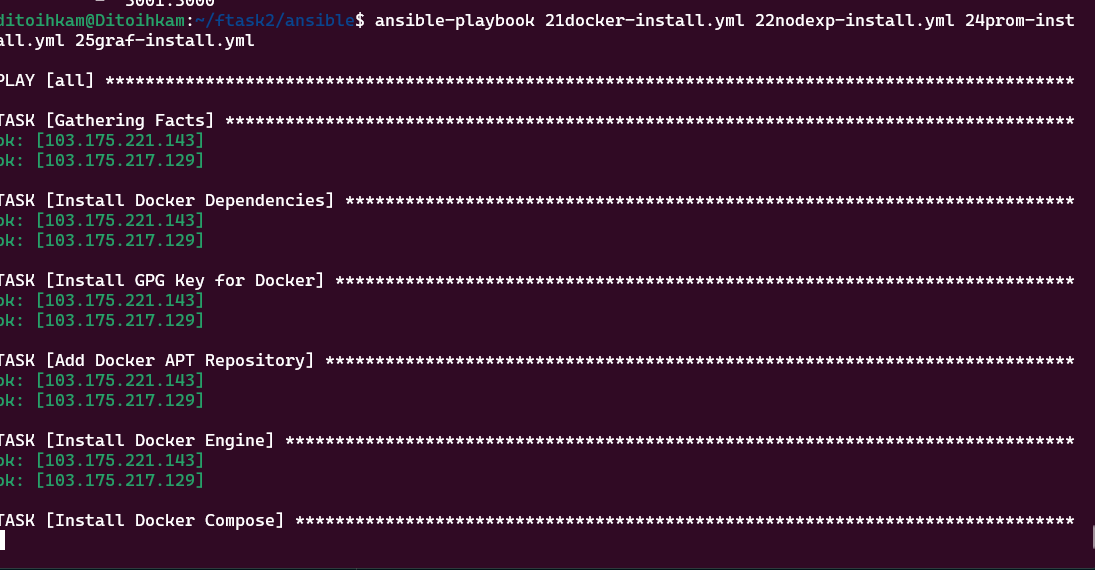 3001:3000
ditoihkam@Ditoihkam:~/ftask2/ansible$ ansible-playbook 21docker-install.yml 22nodexp-install.yml 24prom-inst
all.yml 25graf-install.yml
PLAY [all] *************************************************************************************************
TASK [Gathering Facts] *************************************************************************************
ok: [103.175.221.143]
ok: [103.175.217.129]
TASK [Install Docker Dependencies] *************************************************************************
ok: [103.175.221.143]
ok: [103.175.217.129]
TASK [Install GPG Key for Docker] **************************************************************************
ok: [103.175.221.143]
ok: [103.175.217.129]
TASK [Add Docker APT Repository] ***************************************************************************
ok: [103.175.221.143]
ok: [103.175.217.129]
TASK [Install Docker Engine] *******************************************************************************
ok: [103.175.221.143]
ok: [103.175.217.129]
TASK [Install Docker Compose] ******************************************************************************